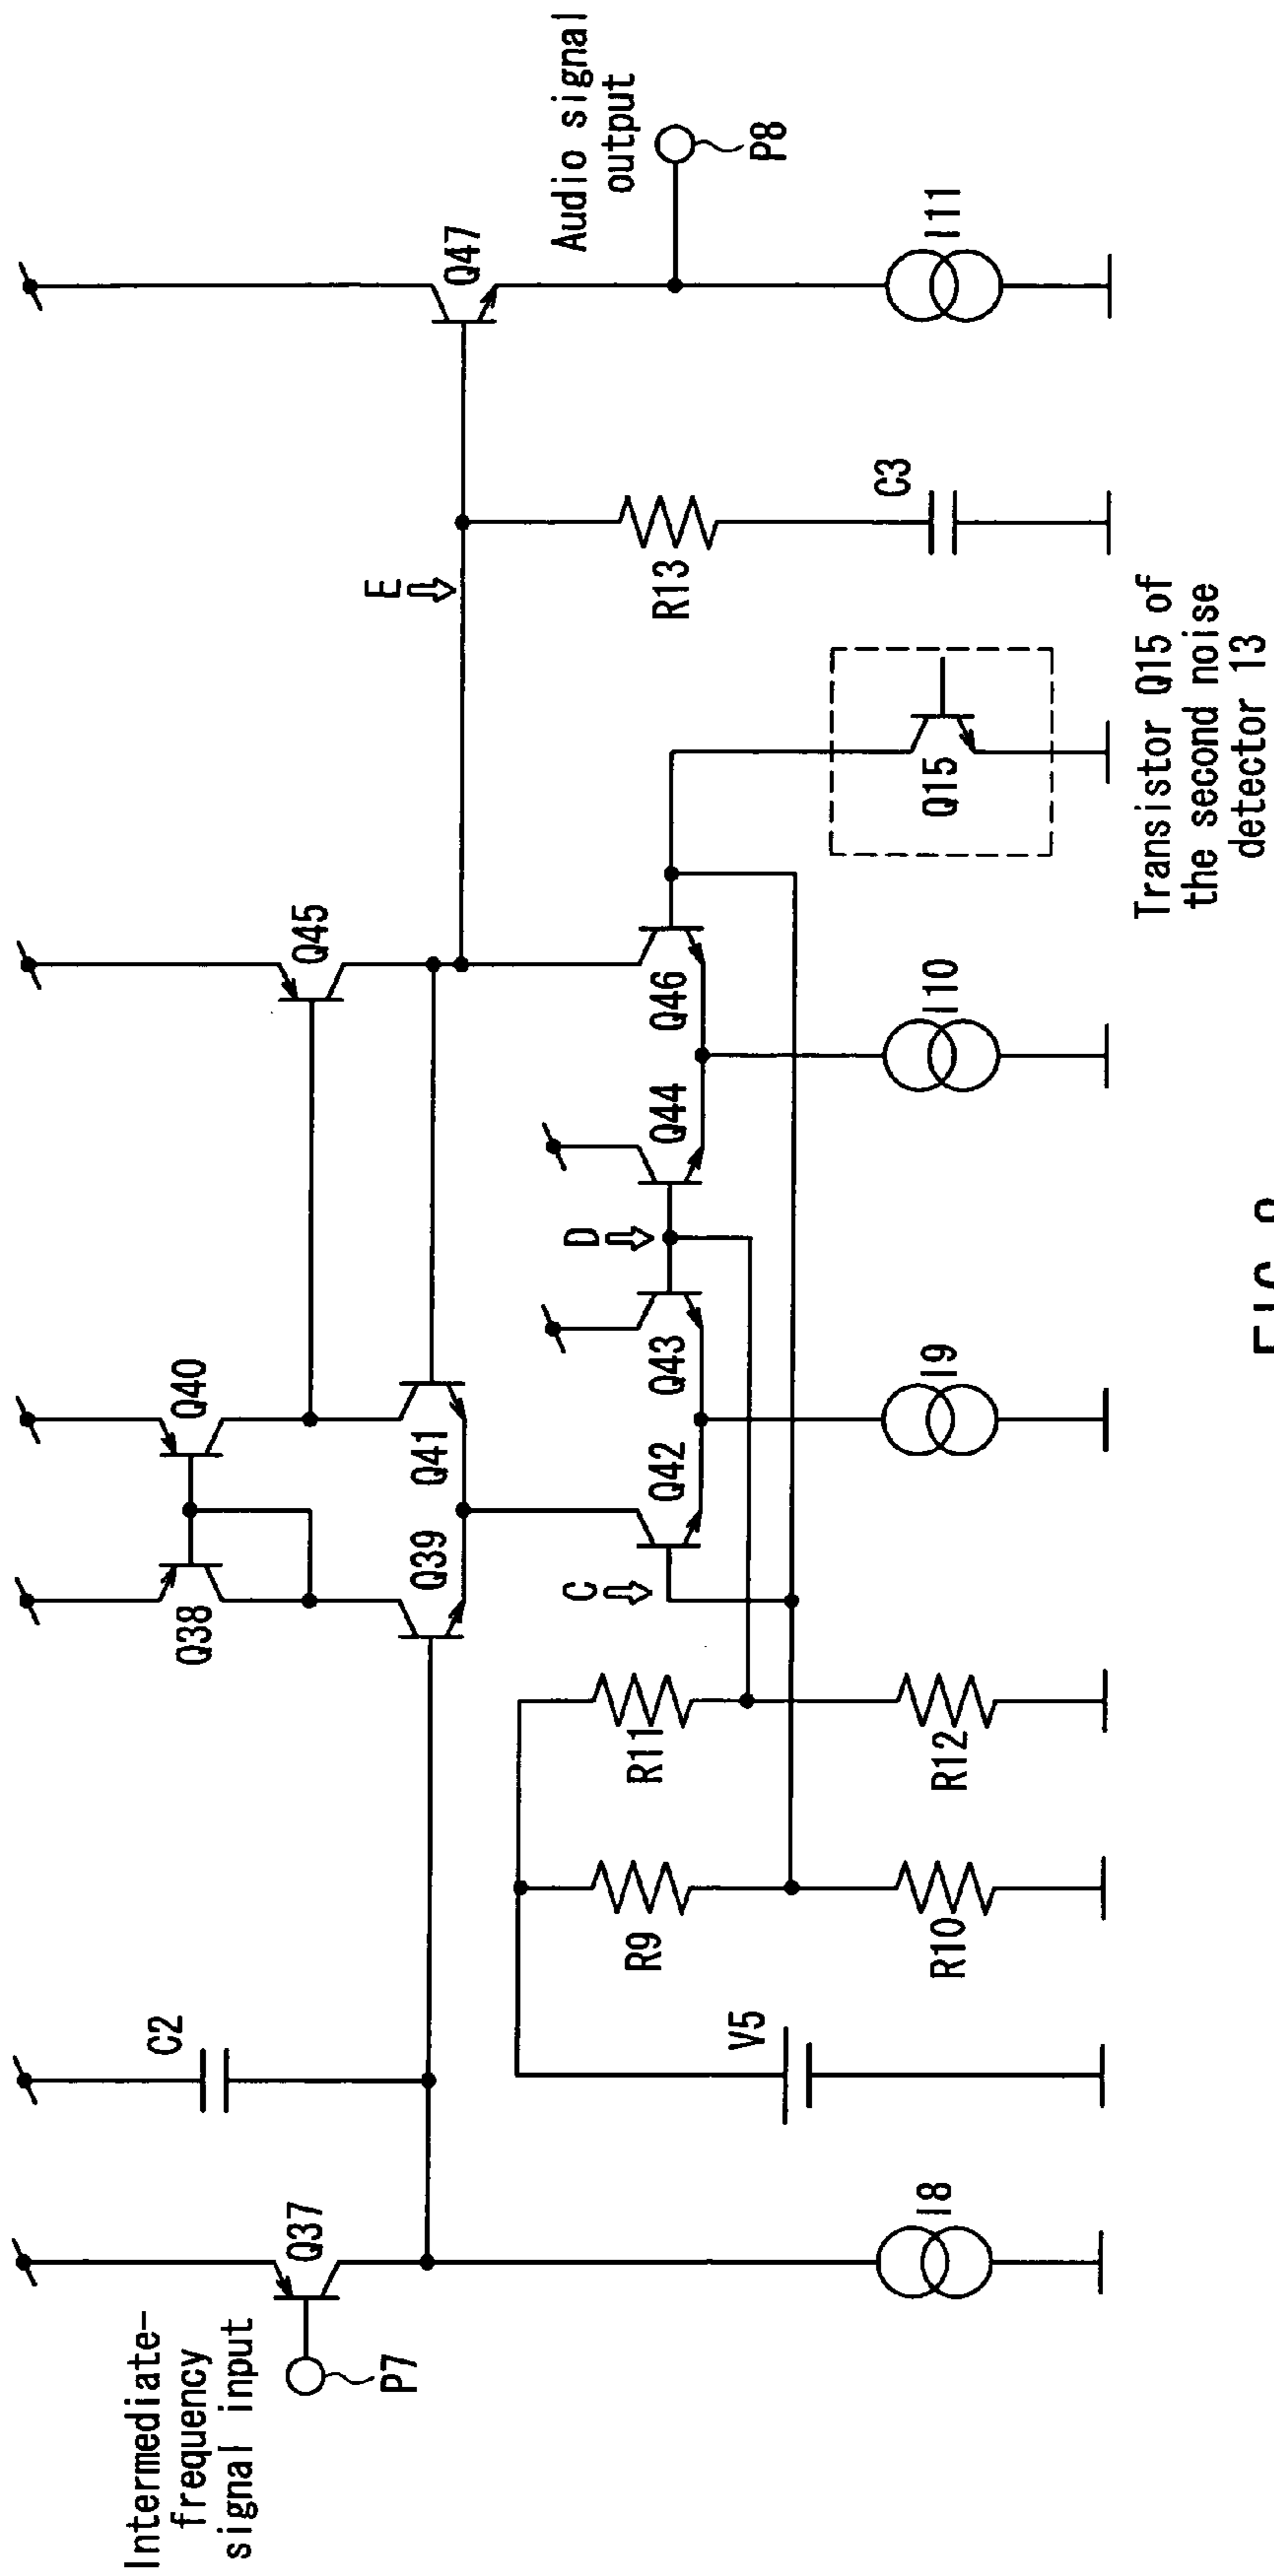 Intermediate-
frequency
signal input
P7
Q37
I8
C2
V5
R9
R10
R11
R12
Q38
Q40
Q39
Q41
C
Q42
Q43
I9
D
Q44
Q46
I10
Q45
E
Q15
Transistor Q15 of
the second noise
detector 13
R13
C3
Q47
I11
Audio signal
output
P8